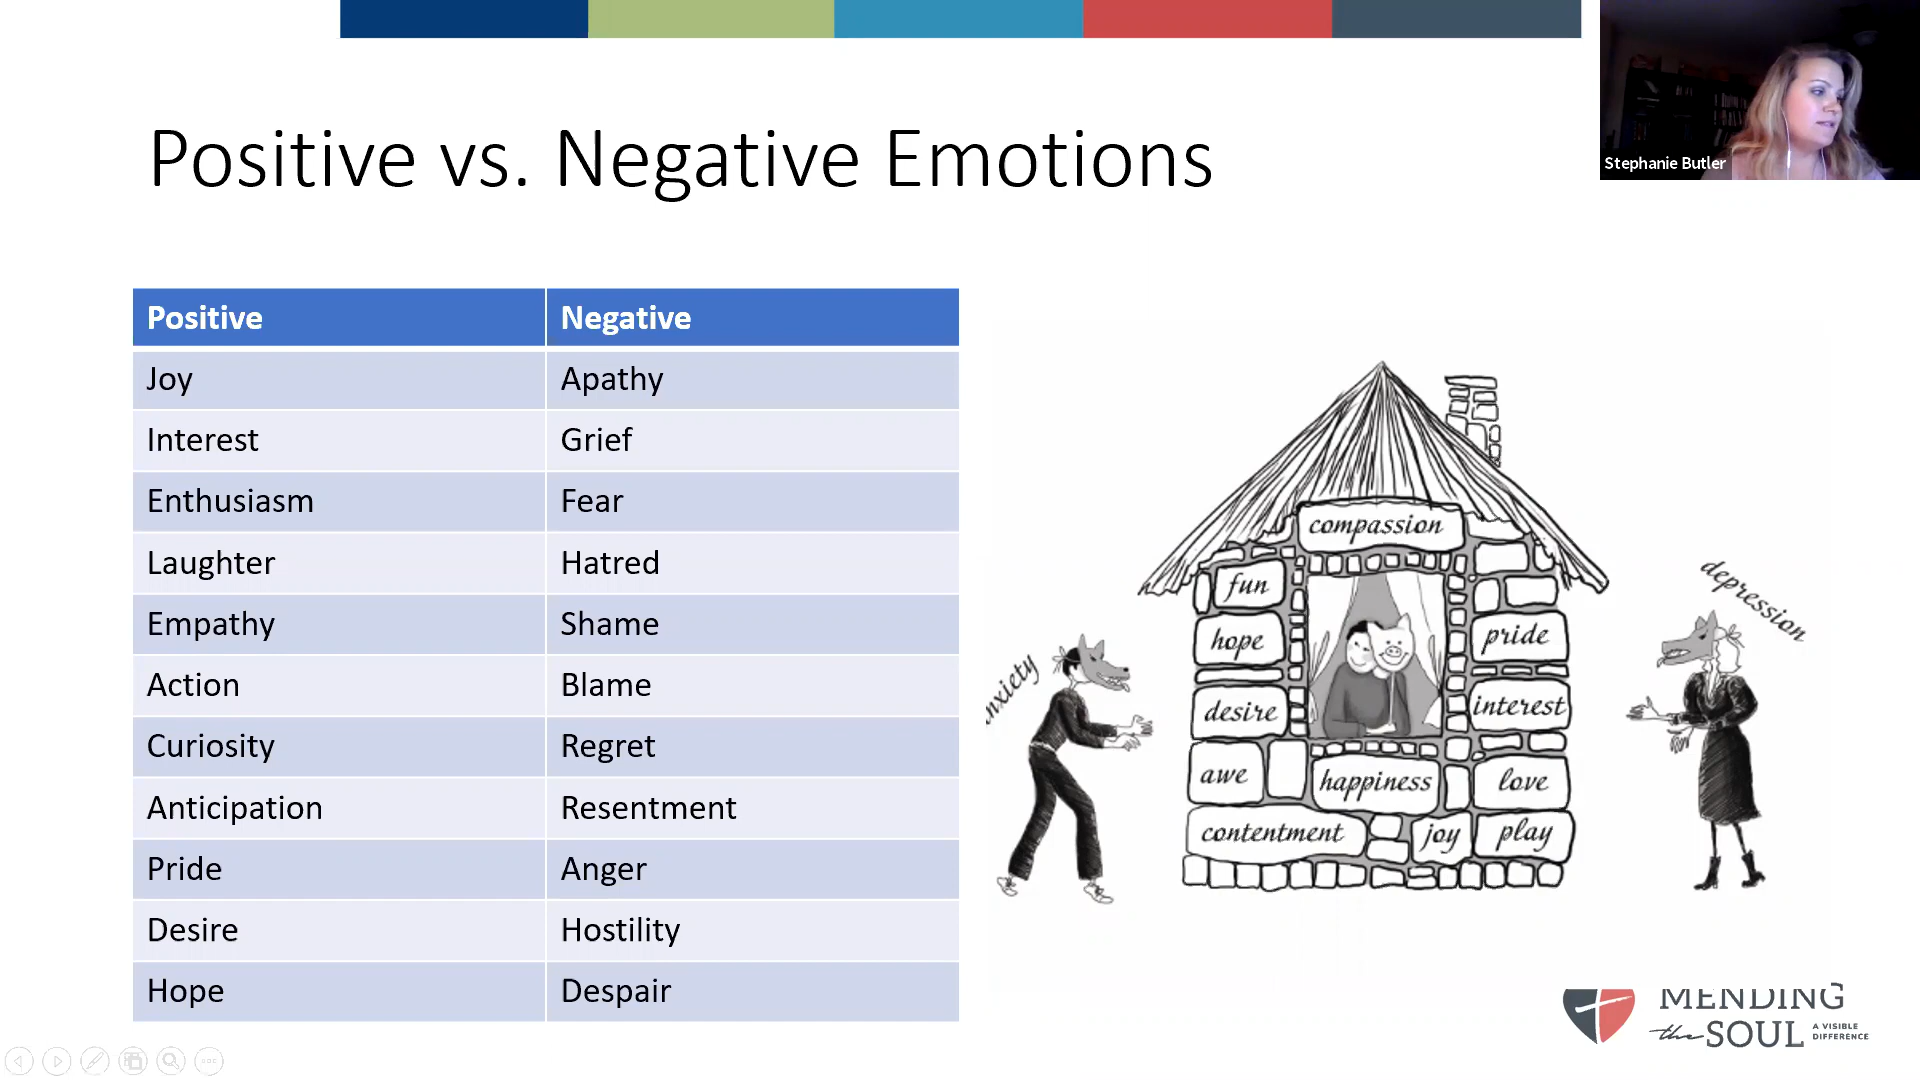 Stephanie Butler
Positive vs. Negative Emotions
Positive Negative
Joy Apathy
Interest Grief
Enthusiasm Fear
Laughter Hatred
Empathy Shame
Action Blame
Curiosity Regret
Anticipation Resentment
Pride Anger
Desire Hostility
Hope Despair
compassion
fun
hope
pride
desire
interest
awe
happiness
love
contentment
joy
play
nxiety
depression
MENDING
the SOUL
A VISIBLE
DIFFERENCE